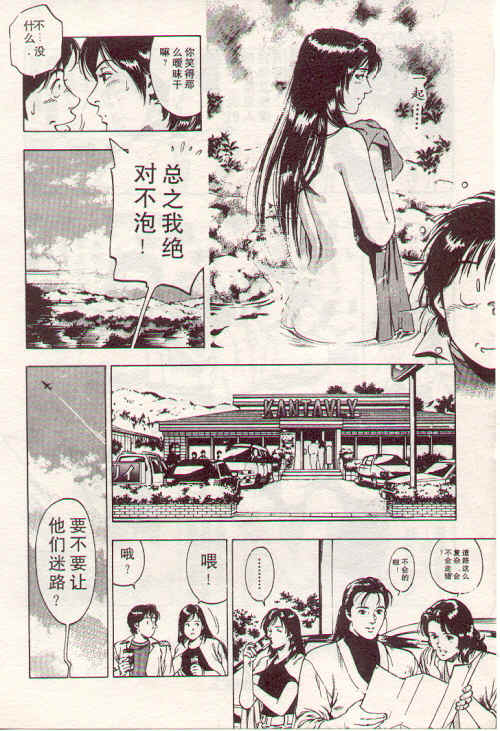 一起……
你笑得那
么暧昧干
嘛？
不…没
什么．
总之我绝
对不泡！
KANTAVLY
道路这么
复杂．会
不会走错
？
不会的
啦！
………
喂！
哦？
要不要让
他们迷路？